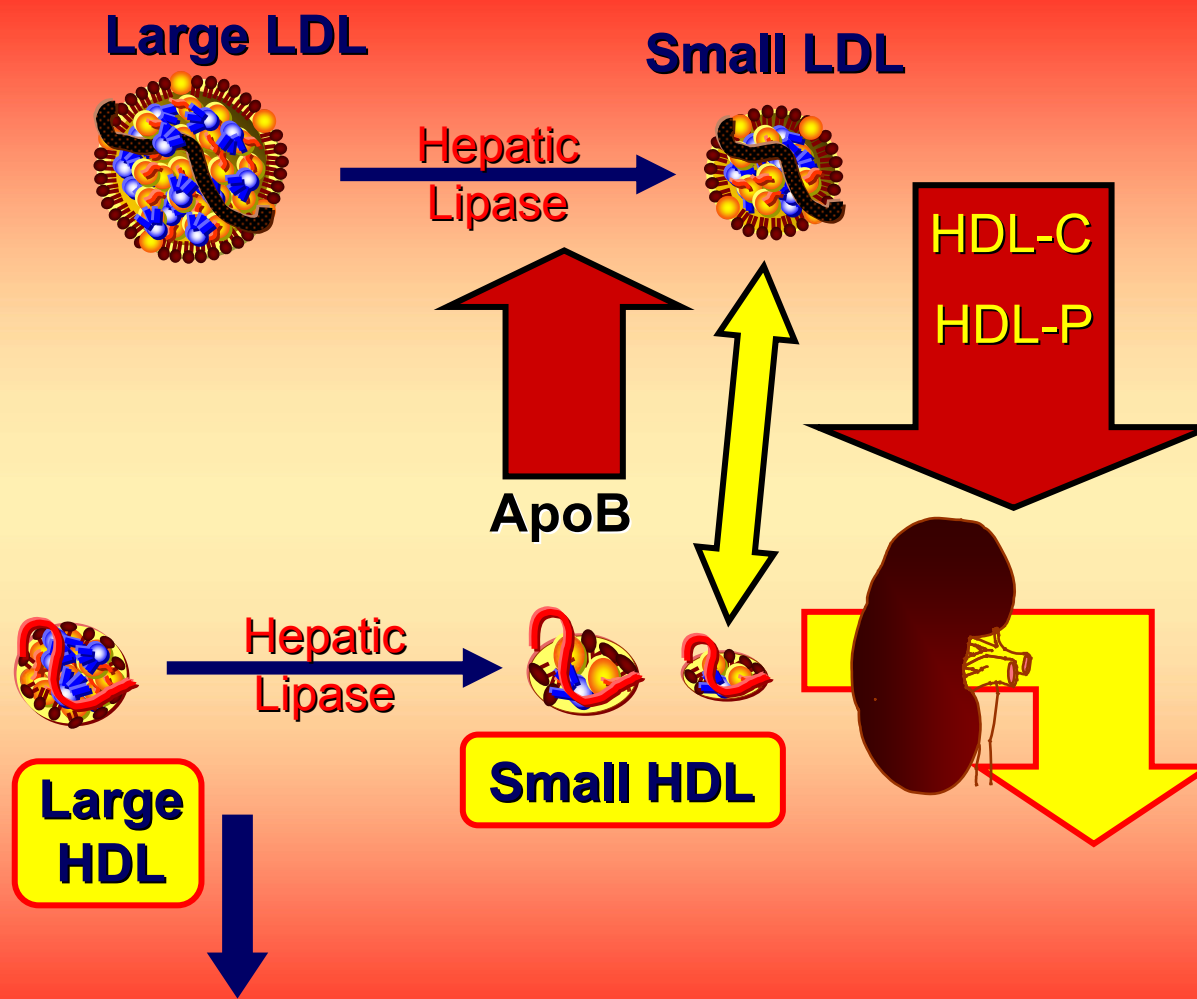 Large LDL
Small LDL
Hepatic
Lipase
HDL-C
HDL-P
ApoB
Hepatic
Lipase
Small HDL
Large
HDL